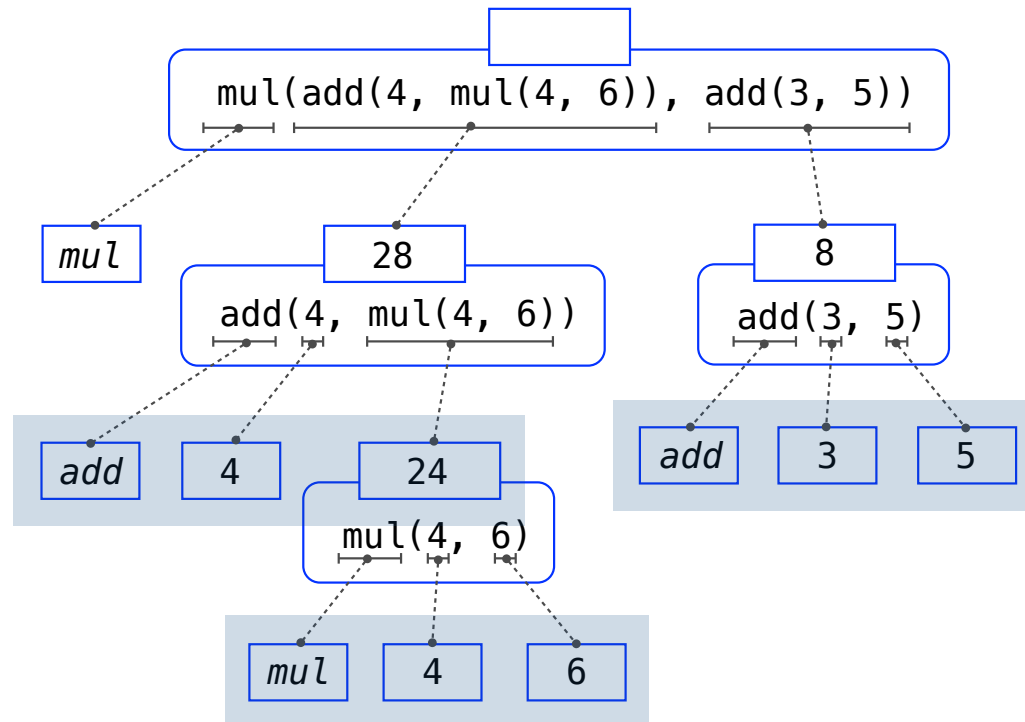 mul(add(4, mul(4, 6)), add(3, 5))
mul
28
8
add(4, mul(4, 6))
add(3, 5)
add
4
24
add
3
5
mul(4, 6)
mul
4
6